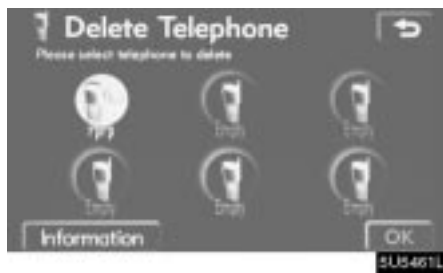 Delete Telephone
Please select telephone to delete
Empty Empty
Empty Empty Empty
Information OK
5U5461L